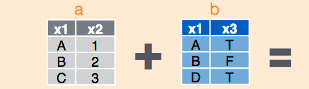 a b
x1 x2 x1 x3
A 1 A T
B 2 B F
C 3 D T
+ =